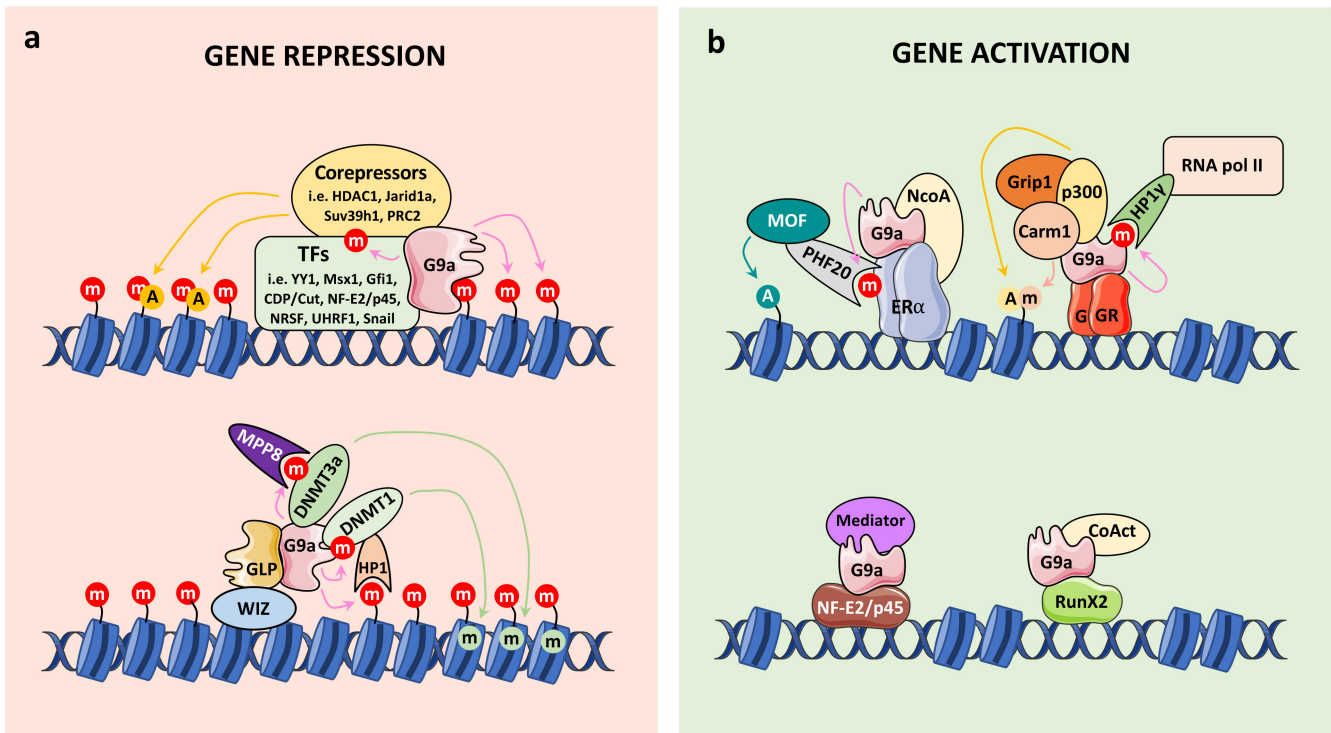 a
GENE REPRESSION
Corepressors
i.e. HDAC1, Jarid1a,
Suv39h1, PRC2
m
TFs
i.e. YY1, Msx1, Gfi1,
CDP/Cut, NF-E2/p45,
NRSF, UHRF1, Snail
G9a
m
m
A
m
A
m
m
m
m
MPP8
m
DNMT3a
DNMT1
G9a
m
GLP
HP1
WIZ
m
m
m
m
m
m
m
m
m
m
m
b
GENE ACTIVATION
MOF
PHF20
G9a
NcoA
m
ERα
A
Grip1
p300
Carm1
HP1γ
RNA pol II
m
G9a
A m
G
GR
Mediator
G9a
NF-E2/p45
CoAct
G9a
RunX2